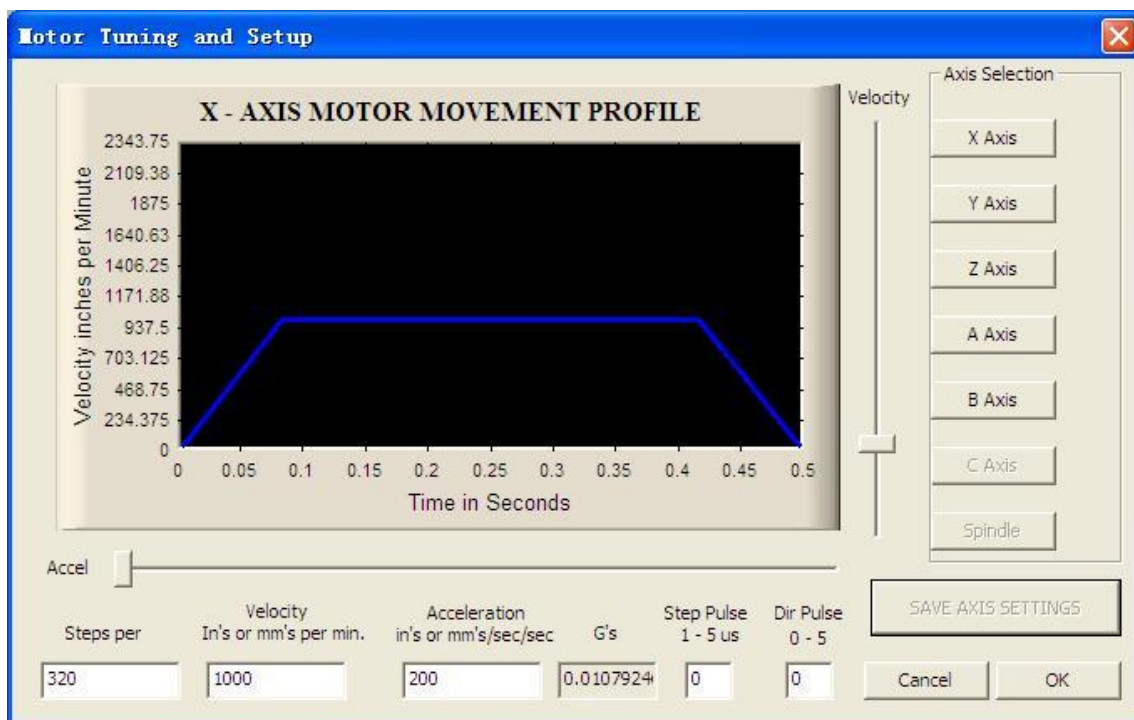 Motor Tuning and Setup
Axis Selection
X - AXIS MOTOR MOVEMENT PROFILE
Velocity
Velocity inches per Minute
2343.75
2109.38
1875
1640.63
1406.25
1171.88
937.5
703.125
468.75
234.375
0
0 0.05 0.1 0.15 0.2 0.25 0.3 0.35 0.4 0.45 0.5
Time in Seconds
X Axis
Y Axis
Z Axis
A Axis
B Axis
C Axis
Spindle
Accel
SAVE AXIS SETTINGS
Steps per
Velocity
In's or mm's per min.
Acceleration
in's or mm's/sec/sec
G's
Step Pulse
1 - 5 us
Dir Pulse
0 - 5
320 1000 200 0.0107924 0 0
Cancel OK